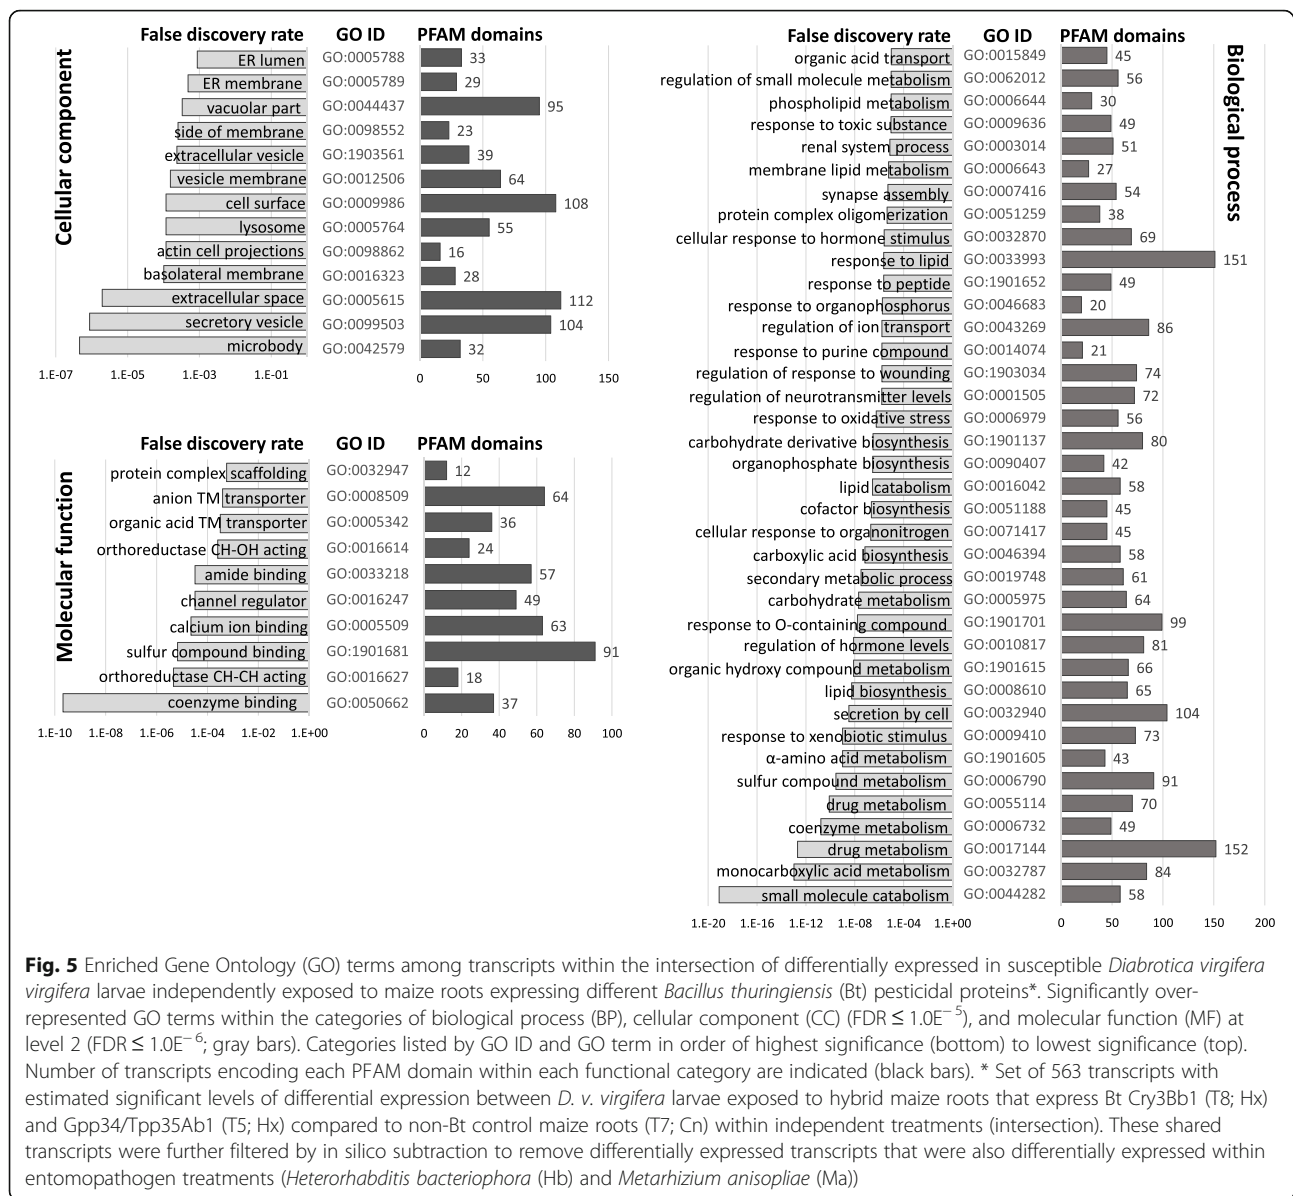 Cellular component
False discovery rate GO ID PFAM domains
ER lumen GO:0005788 33
ER membrane GO:0005789 29
vacuolar part GO:0044437 95
side of membrane GO:0098552 23
extracellular vesicle GO:1903561 39
vesicle membrane GO:0012506 64
cell surface GO:0009986 108
lysosome GO:0005764 55
actin cell projections GO:0098862 16
basolateral membrane GO:0016323 28
extracellular space GO:0005615 112
secretory vesicle GO:0099503 104
microbody GO:0042579 32
1.E-07 1.E-05 1.E-03 1.E-01 0 50 100 150
Molecular function
False discovery rate GO ID PFAM domains
protein complex scaffolding GO:0032947 12
anion TM transporter GO:0008509 64
organic acid TM transporter GO:0005342 36
orthoreductase CH-OH acting GO:0016614 24
amide binding GO:0033218 57
channel regulator GO:0016247 49
calcium ion binding GO:0005509 63
sulfur compound binding GO:1901681 91
orthoreductase CH-CH acting GO:0016627 18
coenzyme binding GO:0050662 37
1.E-10 1.E-08 1.E-06 1.E-04 1.E-02 1.E+00 0 20 40 60 80 100
Biological process
False discovery rate GO ID PFAM domains
organic acid transport GO:0015849 45
regulation of small molecule metabolism GO:0062012 56
phospholipid metabolism GO:0006644 30
response to toxic substance GO:0009636 49
renal system process GO:0003014 51
membrane lipid metabolism GO:0006643 27
synapse assembly GO:0007416 54
protein complex oligomerization GO:0051259 38
cellular response to hormone stimulus GO:0032870 69
response to lipid GO:0033993 151
response to peptide GO:1901652 49
response to organophosphorus GO:0046683 20
regulation of ion transport GO:0043269 86
response to purine compound GO:0014074 21
regulation of response to wounding GO:1903034 74
regulation of neurotransmitter levels GO:0001505 72
response to oxidative stress GO:0006979 56
carbohydrate derivative biosynthesis GO:1901137 80
organophosphate biosynthesis GO:0090407 42
lipid catabolism GO:0016042 58
cofactor biosynthesis GO:0051188 45
cellular response to organonitrogen GO:0071417 45
carboxylic acid biosynthesis GO:0046394 58
secondary metabolic process GO:0019748 61
carbohydrate metabolism GO:0005975 64
response to O-containing compound GO:1901701 99
regulation of hormone levels GO:0010817 81
organic hydroxy compound metabolism GO:1901615 66
lipid biosynthesis GO:0008610 65
secretion by cell GO:0032940 104
response to xenobiotic stimulus GO:0009410 73
α-amino acid metabolism GO:1901605 43
sulfur compound metabolism GO:0006790 91
drug metabolism GO:0055114 70
coenzyme metabolism GO:0006732 49
drug metabolism GO:0017144 152
monocarboxylic acid metabolism GO:0032787 84
small molecule catabolism GO:0044282 58
1.E-20 1.E-16 1.E-12 1.E-08 1.E-04 1.E+00 0 50 100 150 200
Fig. 5 Enriched Gene Ontology (GO) terms among transcripts within the intersection of differentially expressed in susceptible Diabrotica virgifera
virgifera larvae independently exposed to maize roots expressing different Bacillus thuringiensis (Bt) pesticidal proteins*. Significantly over-
represented GO terms within the categories of biological process (BP), cellular component (CC) (FDR ≤ 1.0E⁻⁵), and molecular function (MF) at
level 2 (FDR ≤ 1.0E⁻⁶; gray bars). Categories listed by GO ID and GO term in order of highest significance (bottom) to lowest significance (top).
Number of transcripts encoding each PFAM domain within each functional category are indicated (black bars). * Set of 563 transcripts with
estimated significant levels of differential expression between D. v. virgifera larvae exposed to hybrid maize roots that express Bt Cry3Bb1 (T8; Hx)
and Gpp34/Tpp35Ab1 (T5; Hx) compared to non-Bt control maize roots (T7; Cn) within independent treatments (intersection). These shared
transcripts were further filtered by in silico subtraction to remove differentially expressed transcripts that were also differentially expressed within
entomopathogen treatments (Heterorhabditis bacteriophora (Hb) and Metarhizium anisopliae (Ma))